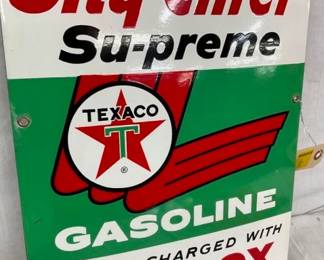 Su-preme
TEXACO
T
®
GASOLINE
CHARGED WITH